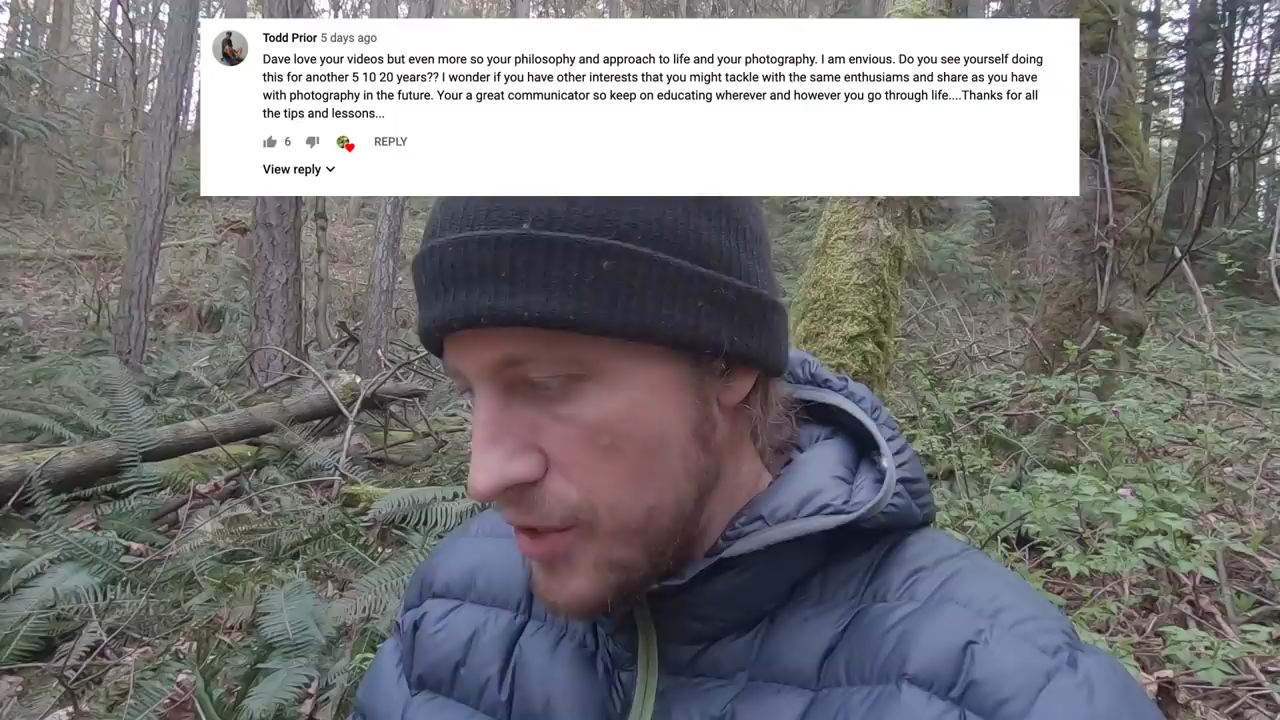 Todd Prior 5 days ago
Dave love your videos but even more so your philosophy and approach to life and your photography. I am envious. Do you see yourself doing
this for another 5 10 20 years?? I wonder if you have other interests that you might tackle with the same enthusiams and share as you have
with photography in the future. Your a great communicator so keep on educating wherever and however you go through life....Thanks for all
the tips and lessons...
6 REPLY
View reply